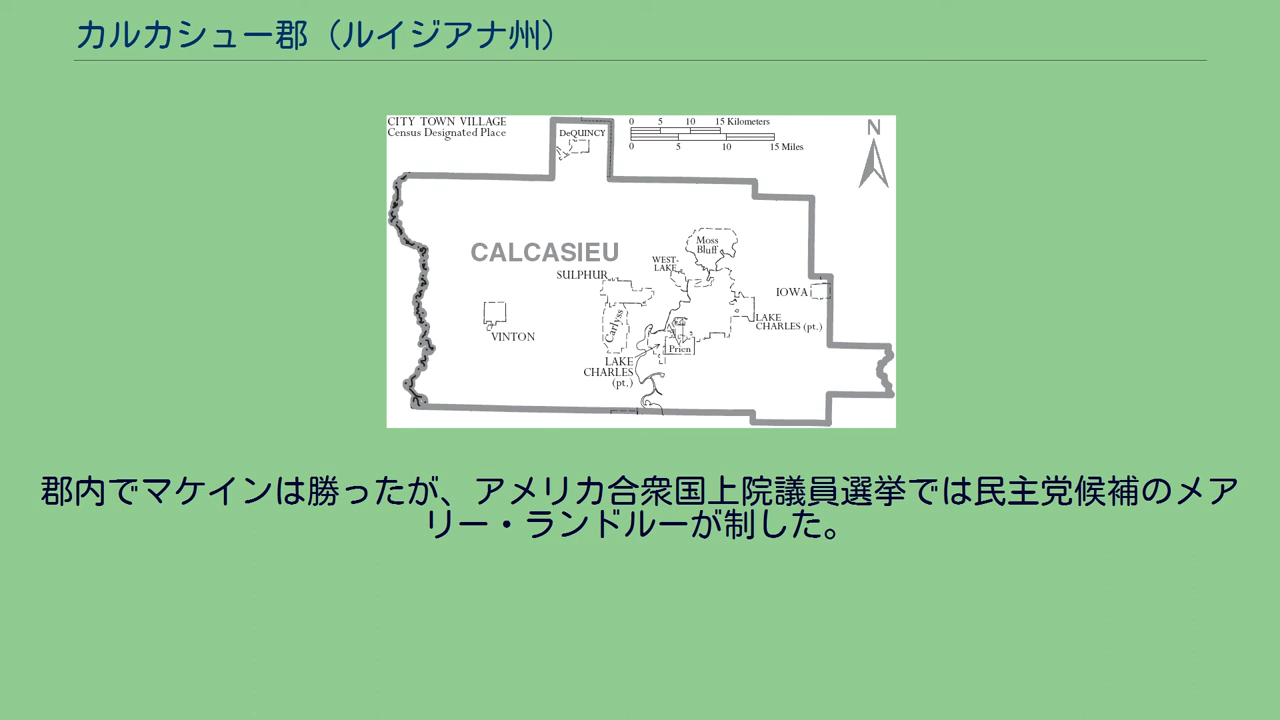 カルカシュー郡（ルイジアナ州）
CITY TOWN VILLAGE
Census Designated Place
DeQUINCY
0 5 10 15 Kilometers
0 5 10 15 Miles
N
CALCASIEU
Moss
Bluff
WEST-
LAKE
SULPHUR
IOWA
Carlyss
VINTON
LAKE
CHARLES (pt.)
Prien
LAKE
CHARLES
(pt.)
郡内でマケインは勝ったが、アメリカ合衆国上院議員選挙では民主党候補のメア
リー・ランドルーが制した。